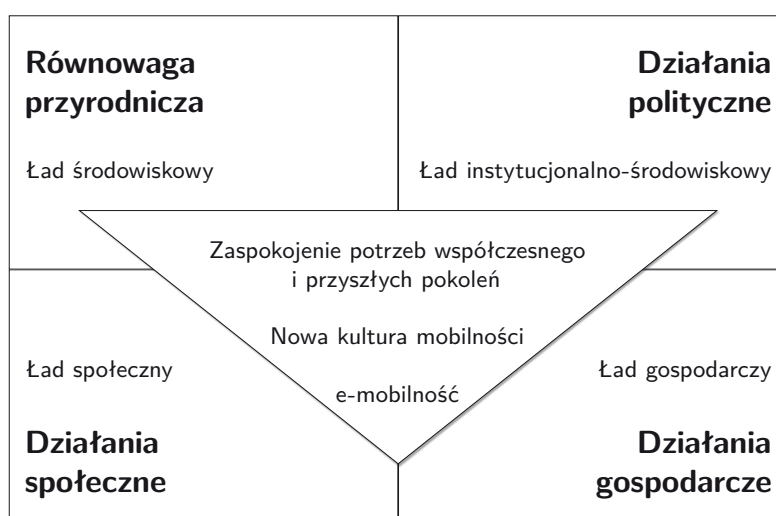 Równowaga
przyrodnicza
Ład środowiskowy
Działania
polityczne
Ład instytucjonalno-środowiskowy
Zaspokojenie potrzeb współczesnego
i przyszłych pokoleń
Nowa kultura mobilności
e-mobilność
Ład społeczny
Działania
społeczne
Ład gospodarczy
Działania
gospodarcze